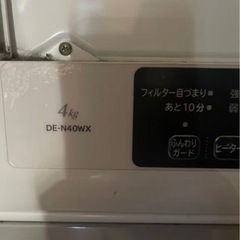 4kg
DE-N40WX
フィルター目づまり 強
あと10分 弱
ふんわり
ガード
ヒーター